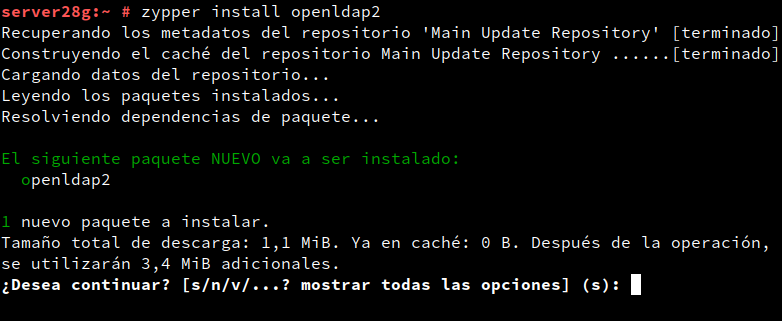 server28g:~ # zypper install openldap2
Recuperando los metadatos del repositorio 'Main Update Repository' [terminado]
Construyendo el caché del repositorio Main Update Repository ......[terminado]
Cargando datos del repositorio...
Leyendo los paquetes instalados...
Resolviendo dependencias de paquete...
El siguiente paquete NUEVO va a ser instalado:
openldap2
1 nuevo paquete a instalar.
Tamaño total de descarga: 1,1 MiB. Ya en caché: 0 B. Después de la operación,
se utilizarán 3,4 MiB adicionales.
¿Desea continuar? [s/n/v/...? mostrar todas las opciones] (s):